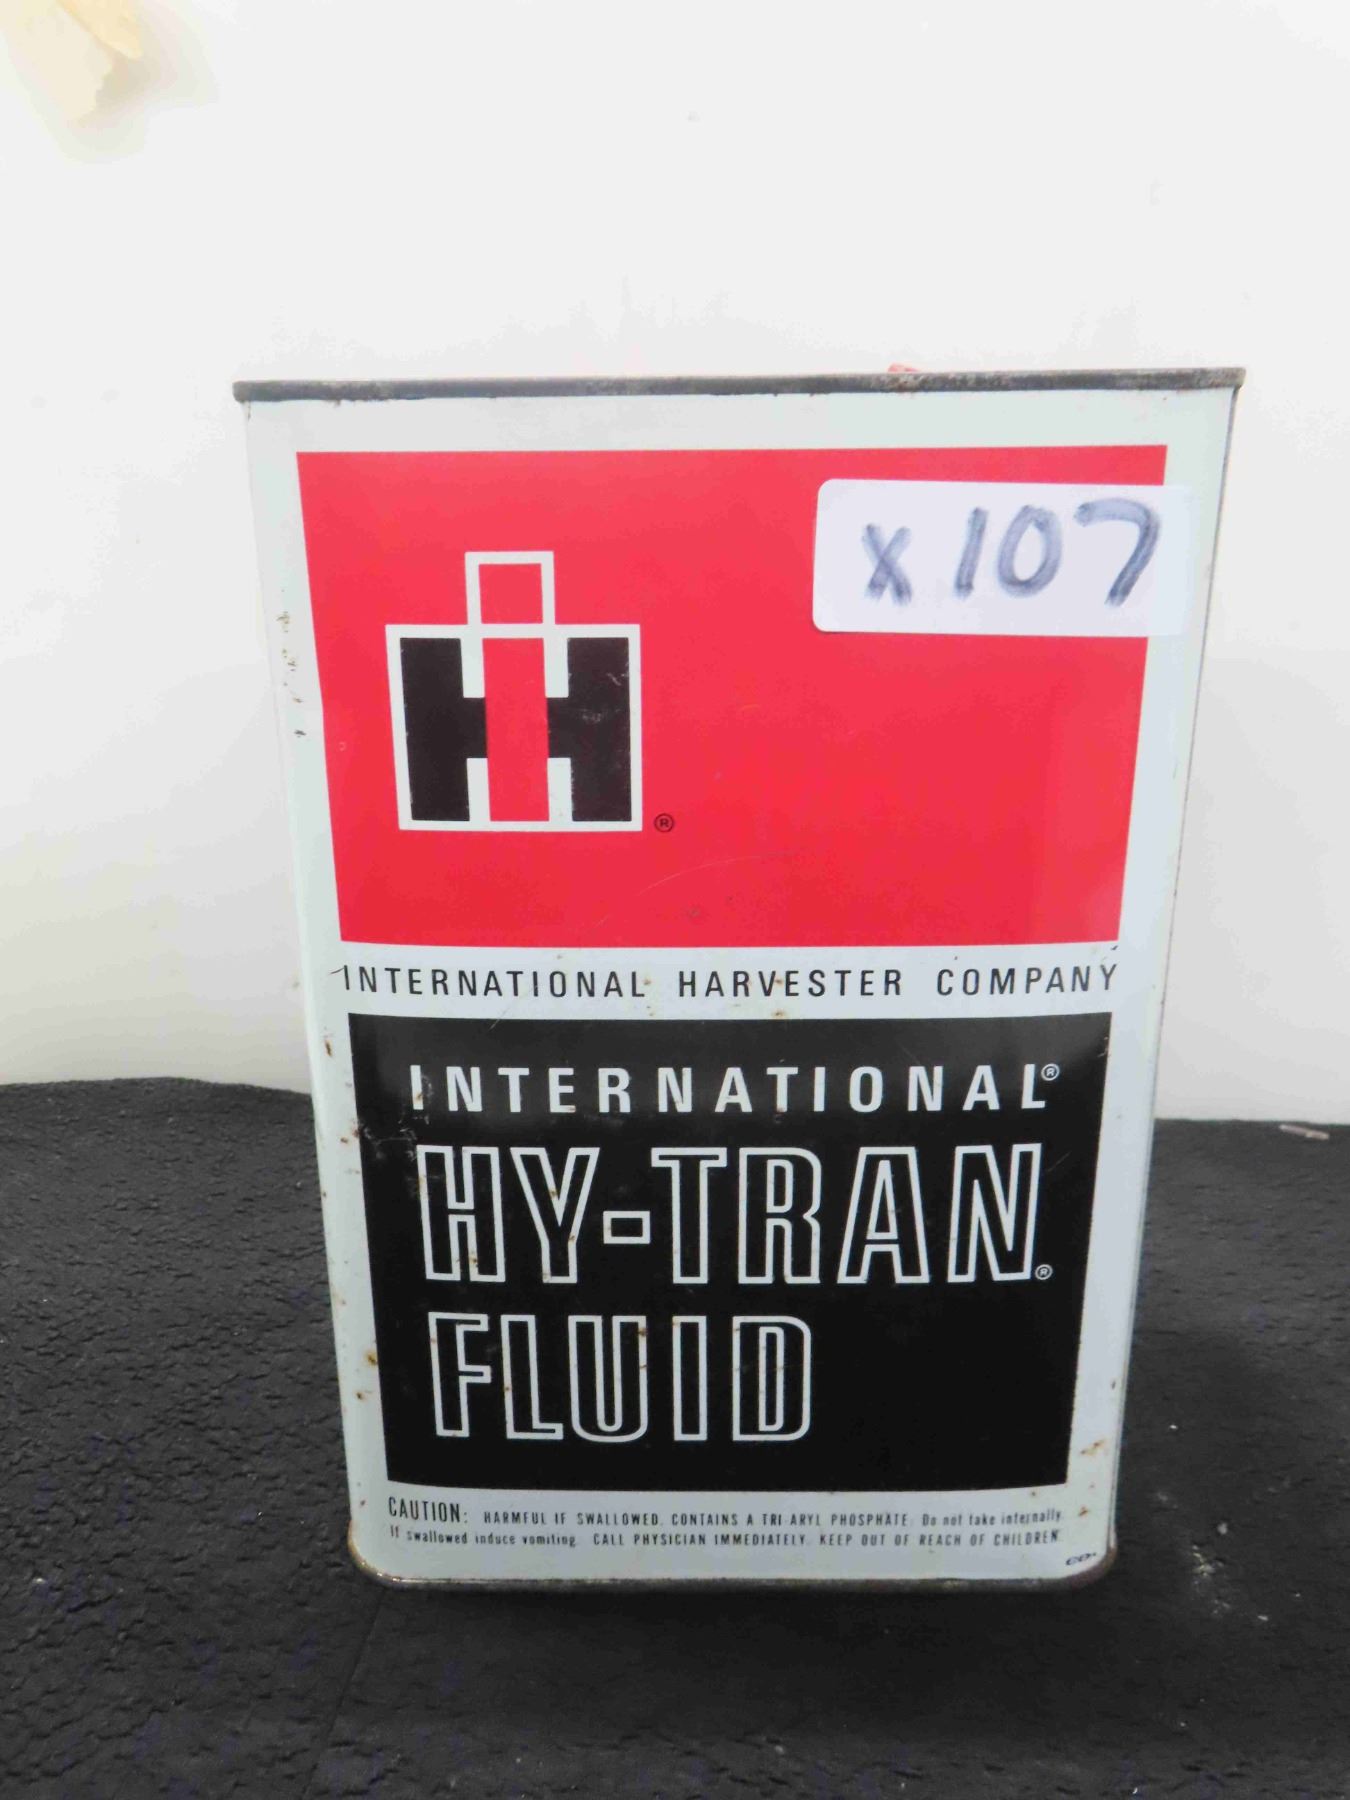 X107
IH®
INTERNATIONAL HARVESTER COMPANY
INTERNATIONAL®
HY-TRAN®
FLUID
CAUTION: HARMFUL IF SWALLOWED. CONTAINS A TRI-ARYL PHOSPHATE. Do not take internally.
If swallowed induce vomiting. CALL PHYSICIAN IMMEDIATELY. KEEP OUT OF REACH OF CHILDREN.